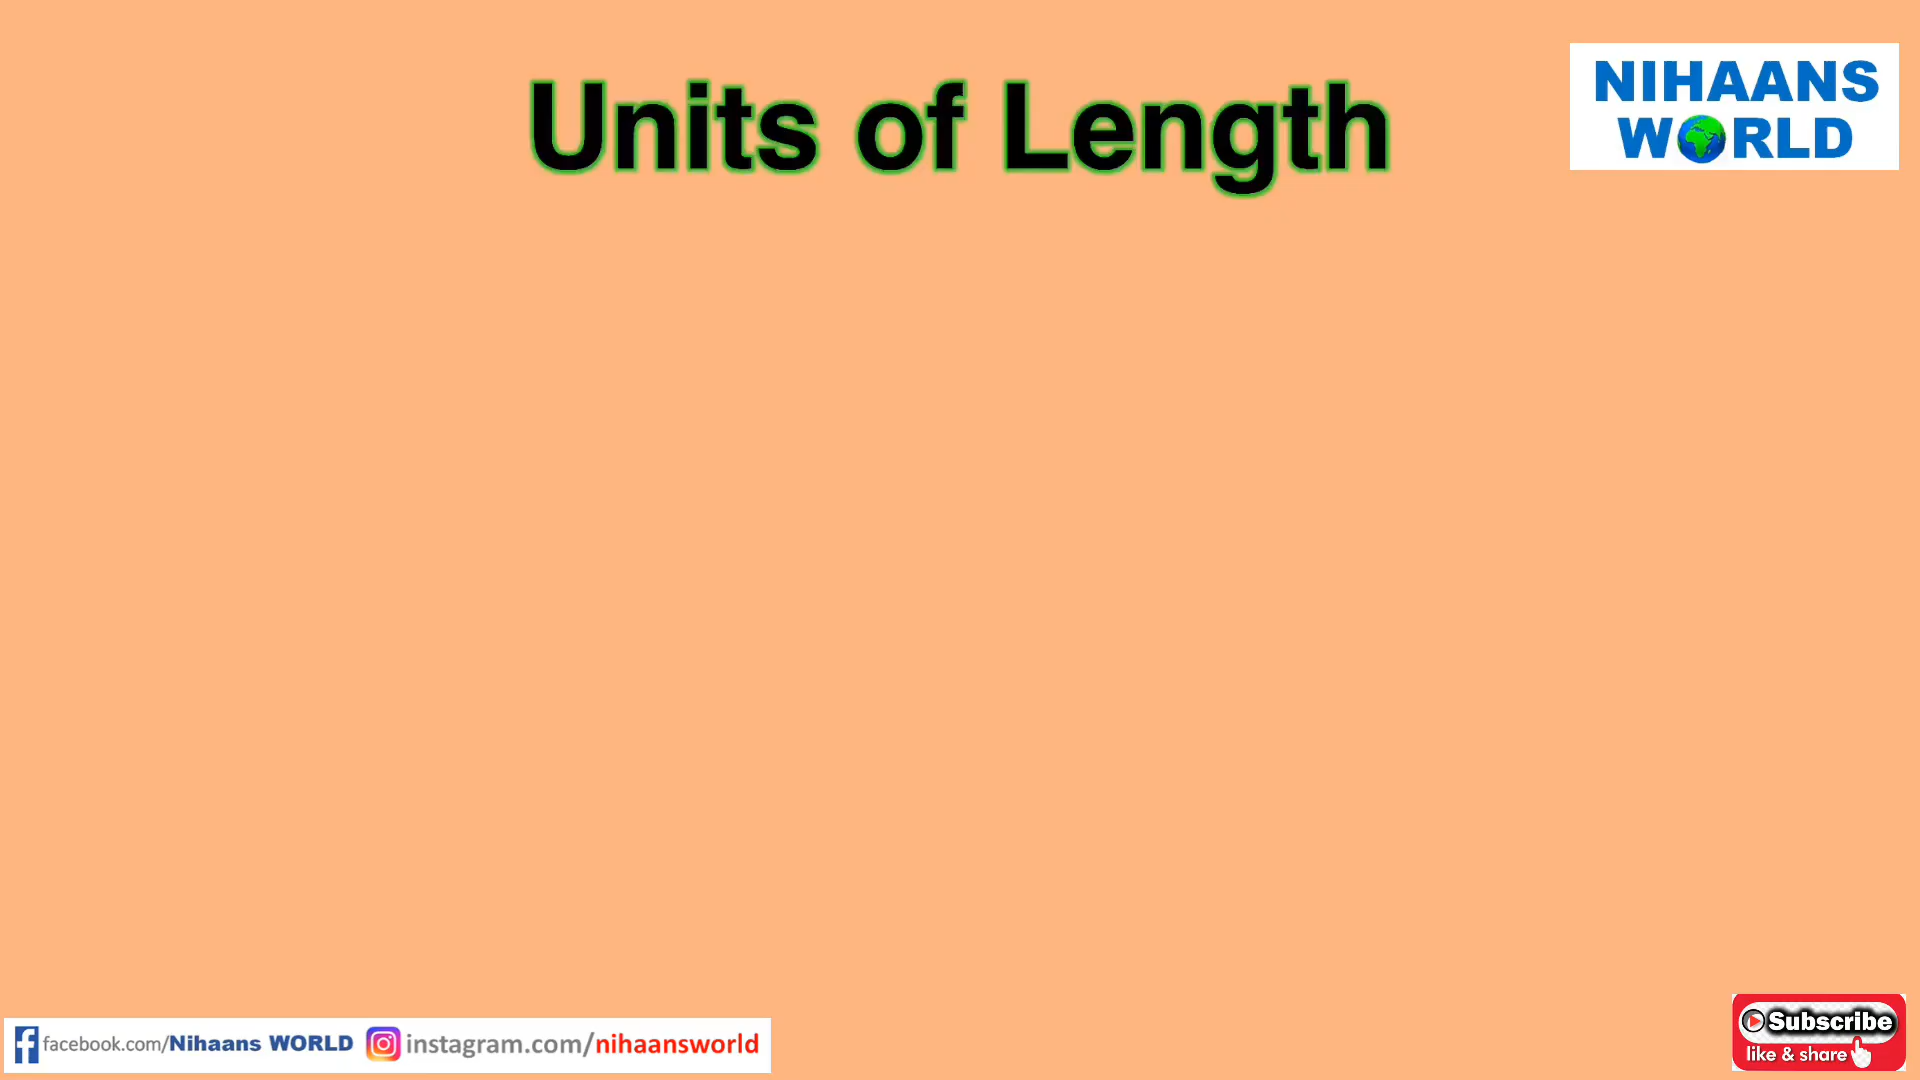 Units of Length
NIHAANS
WORLD
facebook.com/Nihaans WORLD instagram.com/nihaansworld
Subscribe
like & share